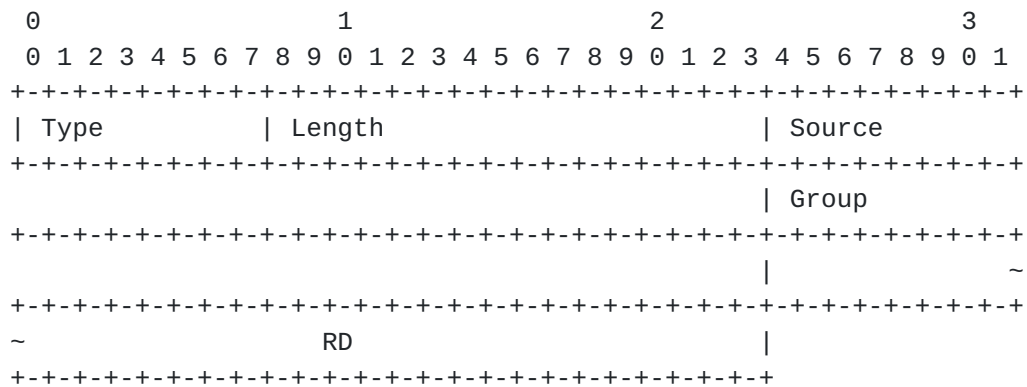 0                   1                   2                   3
 0 1 2 3 4 5 6 7 8 9 0 1 2 3 4 5 6 7 8 9 0 1 2 3 4 5 6 7 8 9 0 1
+-+-+-+-+-+-+-+-+-+-+-+-+-+-+-+-+-+-+-+-+-+-+-+-+-+-+-+-+-+-+-+-+
| Type          | Length                        | Source
+-+-+-+-+-+-+-+-+-+-+-+-+-+-+-+-+-+-+-+-+-+-+-+-+-+-+-+-+-+-+-+-+
                                                | Group
+-+-+-+-+-+-+-+-+-+-+-+-+-+-+-+-+-+-+-+-+-+-+-+-+-+-+-+-+-+-+-+-+
                                                |               ~
+-+-+-+-+-+-+-+-+-+-+-+-+-+-+-+-+-+-+-+-+-+-+-+-+-+-+-+-+-+-+-+-+
~                   RD                          |
+-+-+-+-+-+-+-+-+-+-+-+-+-+-+-+-+-+-+-+-+-+-+-+-+